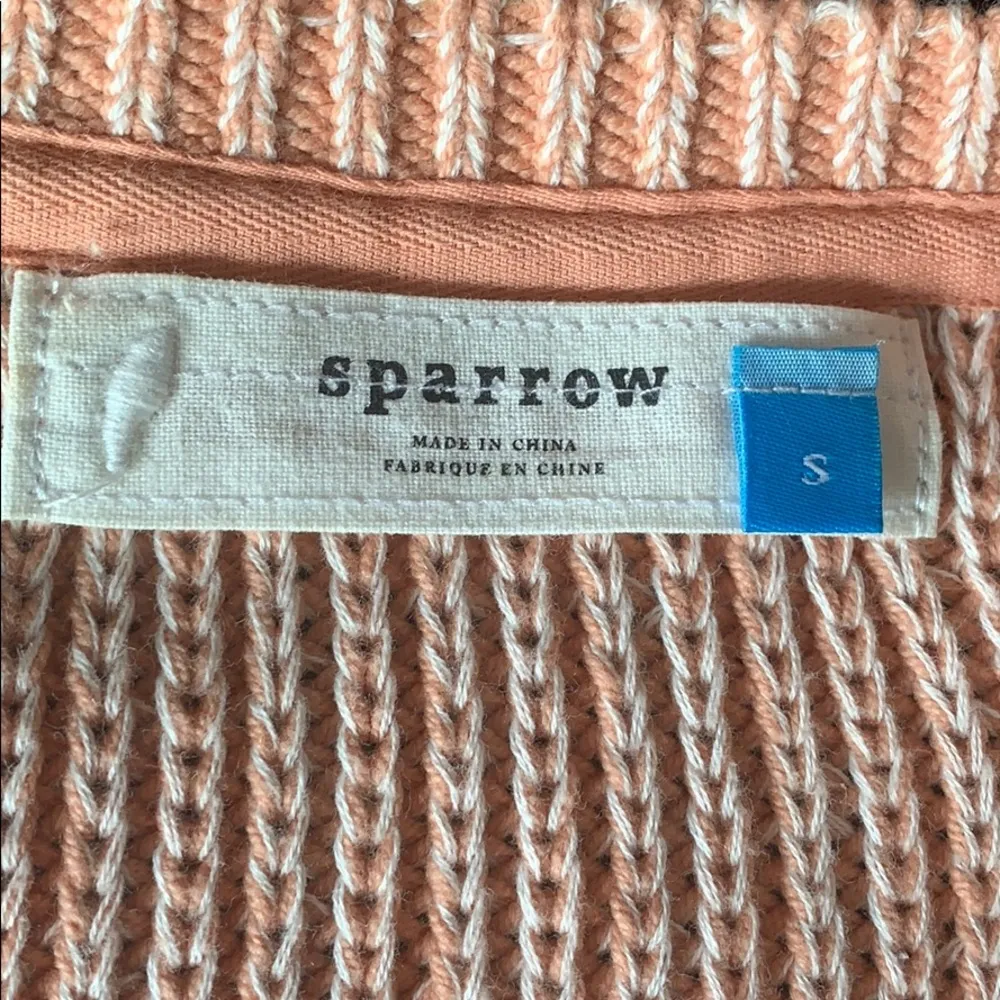 sparrow
MADE IN CHINA
FABRIQUE EN CHINE
S